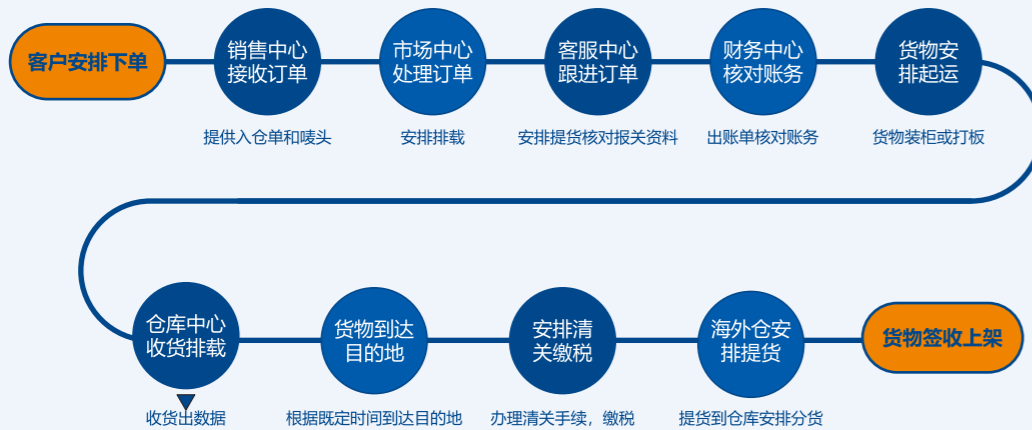 客户安排下单
销售中心
接收订单
市场中心
处理订单
客服中心
跟进订单
财务中心
核对账务
货物安
排起运
提供入仓单和唛头
安排排载
安排提货核对报关资料
出账单核对账务
货物装柜或打板
仓库中心
收货排载
货物到达
目的地
安排清
关缴税
海外仓安
排提货
货物签收上架
收货出数据
根据既定时间到达目的地
办理清关手续，缴税
提货到仓库安排分货